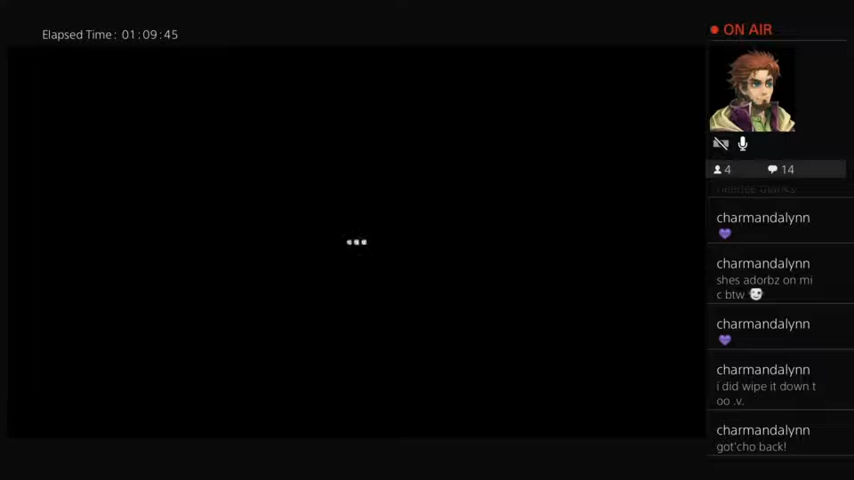 Elapsed Time: 01:09:45
ON AIR
4
14
charmandalynn
charmandalynn
shes adorbz on mi
c btw
charmandalynn
charmandalynn
i did wipe it down t
oo .v.
charmandalynn
got'cho back!